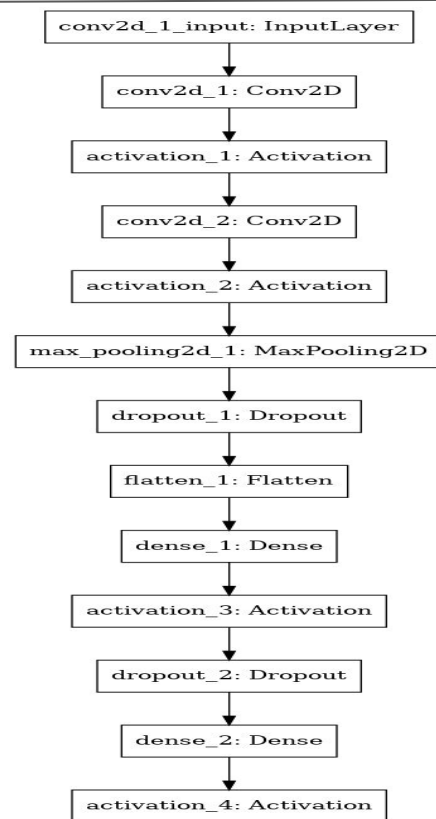 conv2d_1_input: InputLayer
conv2d_1: Conv2D
activation_1: Activation
conv2d_2: Conv2D
activation_2: Activation
max_pooling2d_1: MaxPooling2D
dropout_1: Dropout
flatten_1: Flatten
dense_1: Dense
activation_3: Activation
dropout_2: Dropout
dense_2: Dense
activation_4: Activation